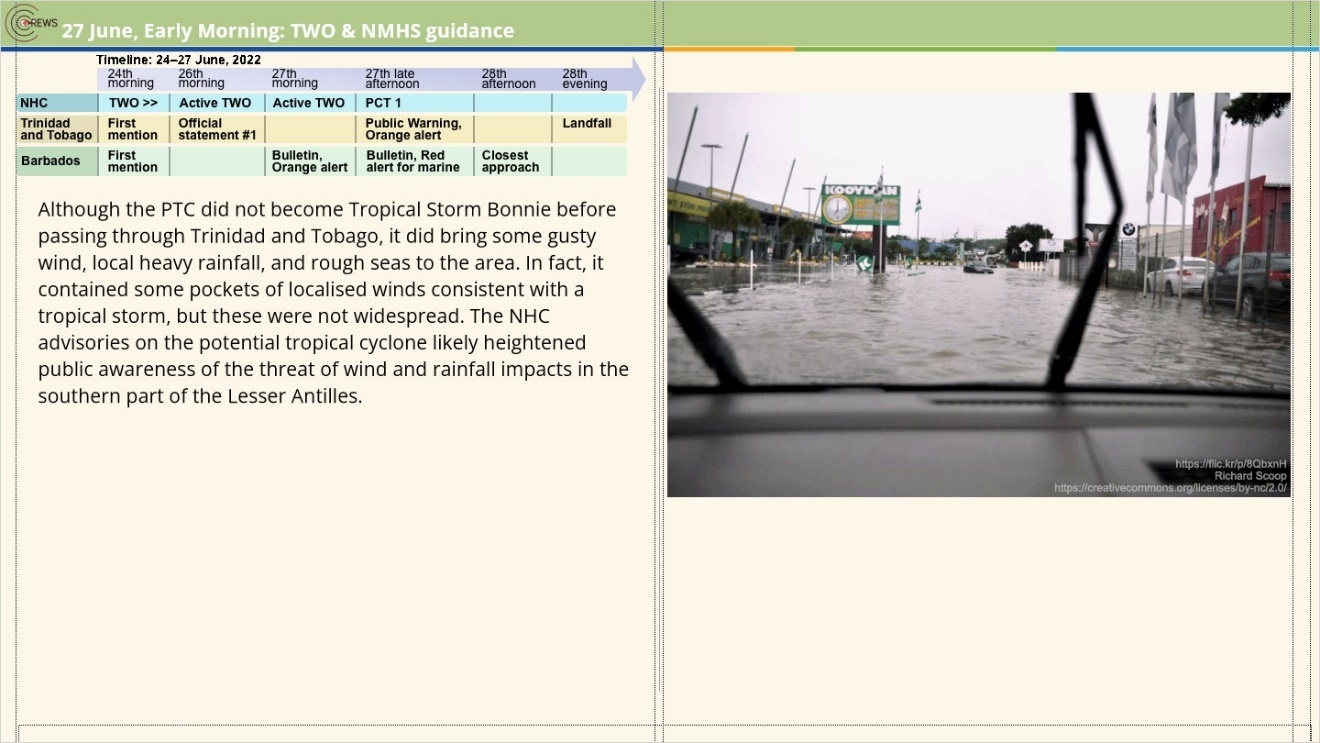 CREWS
27 June, Early Morning: TWO & NMHS guidance
Timeline: 24–27 June, 2022
24th morning 26th morning 27th morning 27th late afternoon 28th afternoon 28th evening
NHC TWO >> Active TWO Active TWO PCT 1
Trinidad and Tobago First mention Official statement #1 Public Warning, Orange alert Landfall
Barbados First mention Bulletin, Orange alert Bulletin, Red alert for marine Closest approach
Although the PTC did not become Tropical Storm Bonnie before
passing through Trinidad and Tobago, it did bring some gusty
wind, local heavy rainfall, and rough seas to the area. In fact, it
contained some pockets of localised winds consistent with a
tropical storm, but these were not widespread. The NHC
advisories on the potential tropical cyclone likely heightened
public awareness of the threat of wind and rainfall impacts in the
southern part of the Lesser Antilles.
KOOYMAN
BMW
https://flic.kr/p/8QbxnH
Richard Scoop
https://creativecommons.org/licenses/by-nc/2.0/